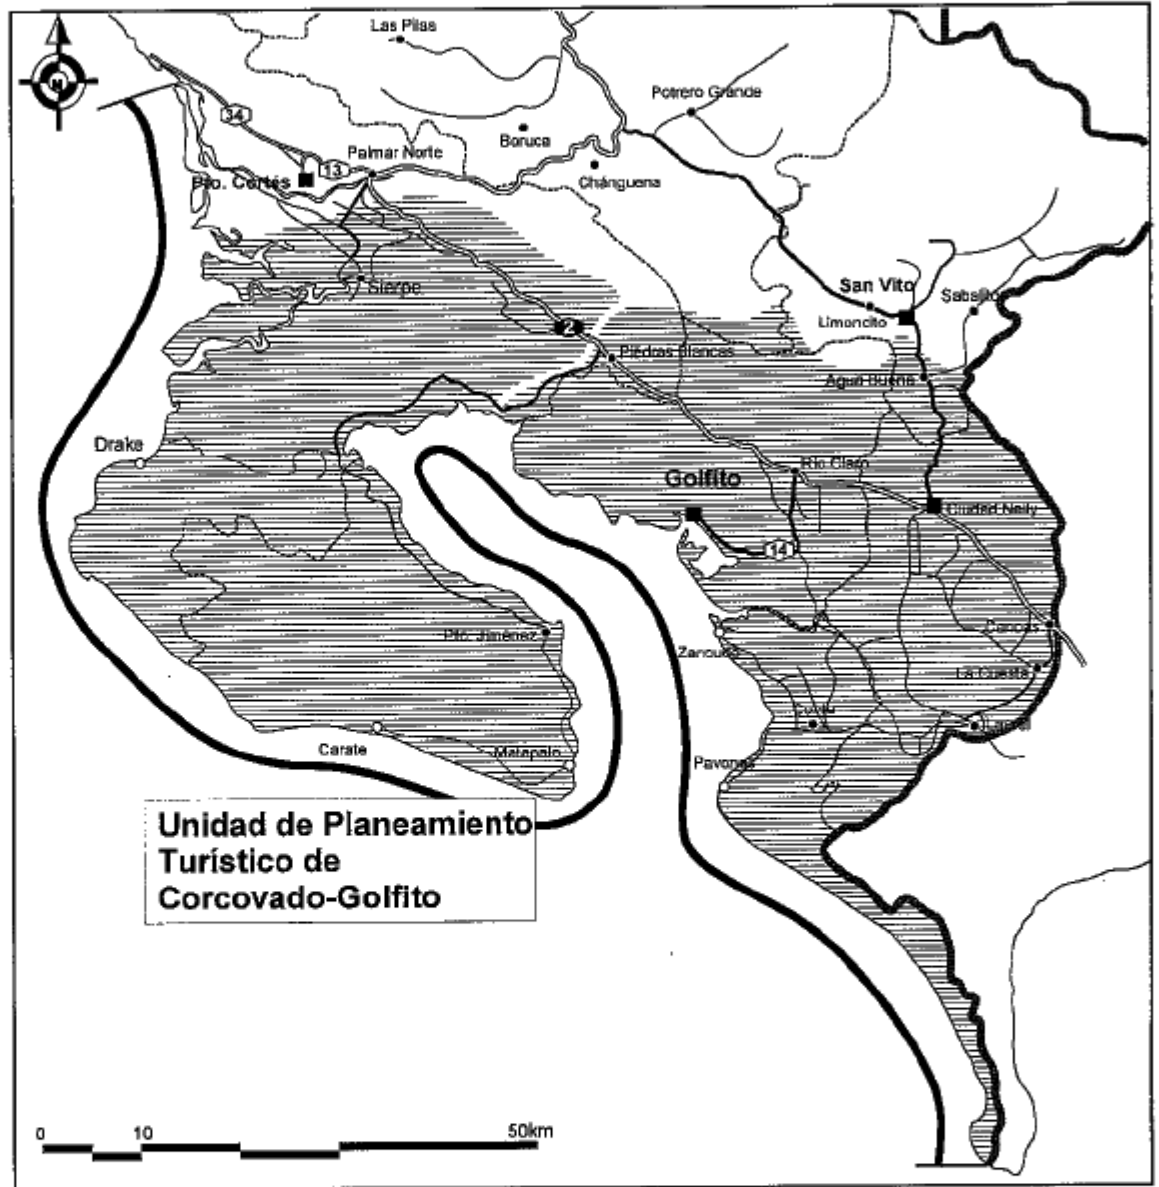 Las Pilas
N
Potrero Grande
34
Boruca
Palmar Norte
13
Chánguena
Pto. Cortés
Sierpe
San Vito
Sabalito
Limoncito
2
Piedras Blancas
Agua Buena
Drake
Río Claro
Golfito
Ciudad Neily
14
Pto. Jiménez
Canoas
Zancudo
La Cuesta
Laurel
Carate
Matapalo
Pavones
Unidad de Planeamiento
Turístico de
Corcovado-Golfito
0 10 50km